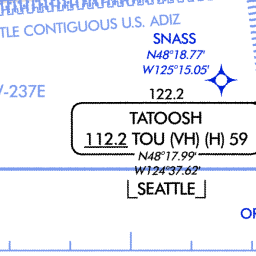 TLE CONTIGUOUS U.S. ADIZ
SNASS
N48°18.77'
W125°15.05'
V-237E
122.2
TATOOSH
112.2 TOU (VH) (H) 59
N48°17.99'
W124°37.62'
SEATTLE
OF